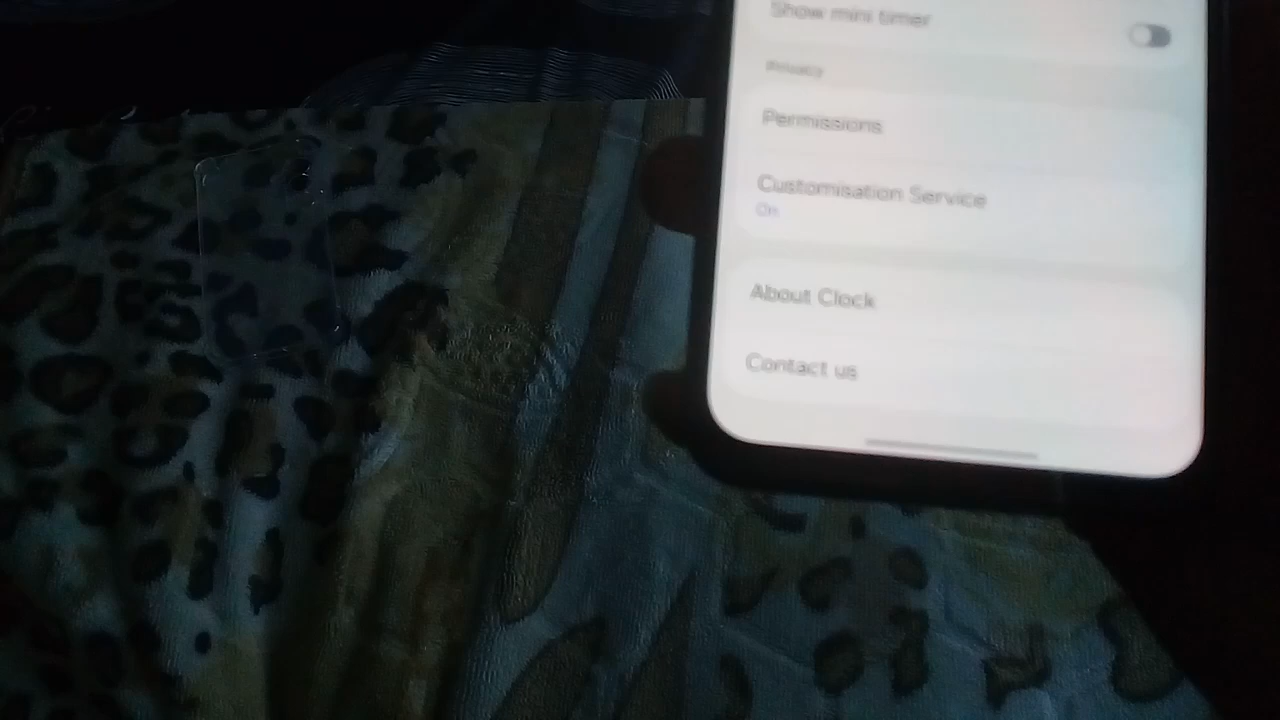 Show mini timer
Privacy
Permissions
Customisation Service
On
About Clock
Contact us